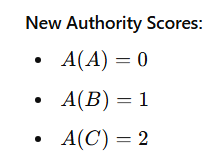 New Authority Scores:
• A(A) = 0
• A(B) = 1
• A(C) = 2